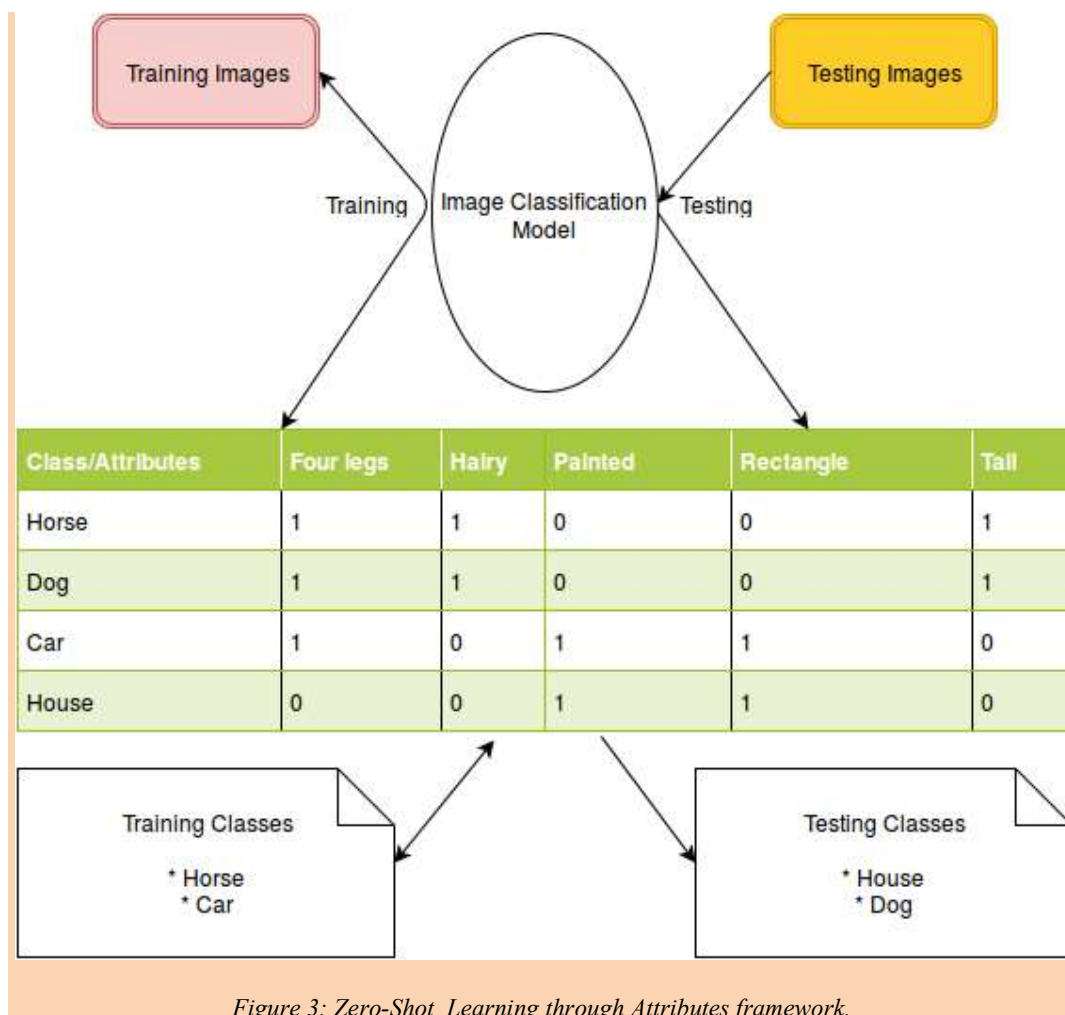 Training Images
Testing Images
Training
Image Classification
Model
Testing
Class/Attributes Four legs Hairy Painted Rectangle Tail
Horse 1 1 0 0 1
Dog 1 1 0 0 1
Car 1 0 1 1 0
House 0 0 1 1 0
Training Classes
* Horse
* Car
Testing Classes
* House
* Dog
Figure 3: Zero-Shot Learning through Attributes framework.